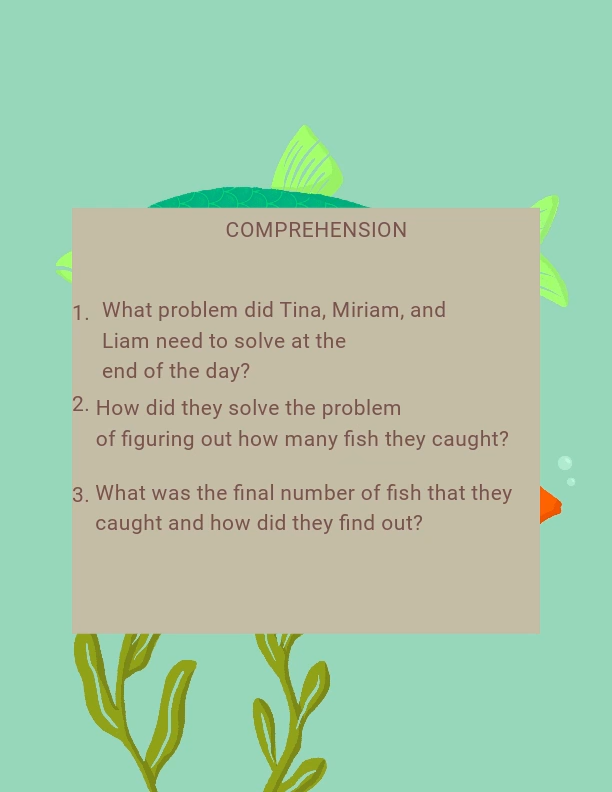 COMPREHENSION
1. What problem did Tina, Miriam, and
Liam need to solve at the
end of the day?
2. How did they solve the problem
of figuring out how many fish they caught?
3. What was the final number of fish that they
caught and how did they find out?